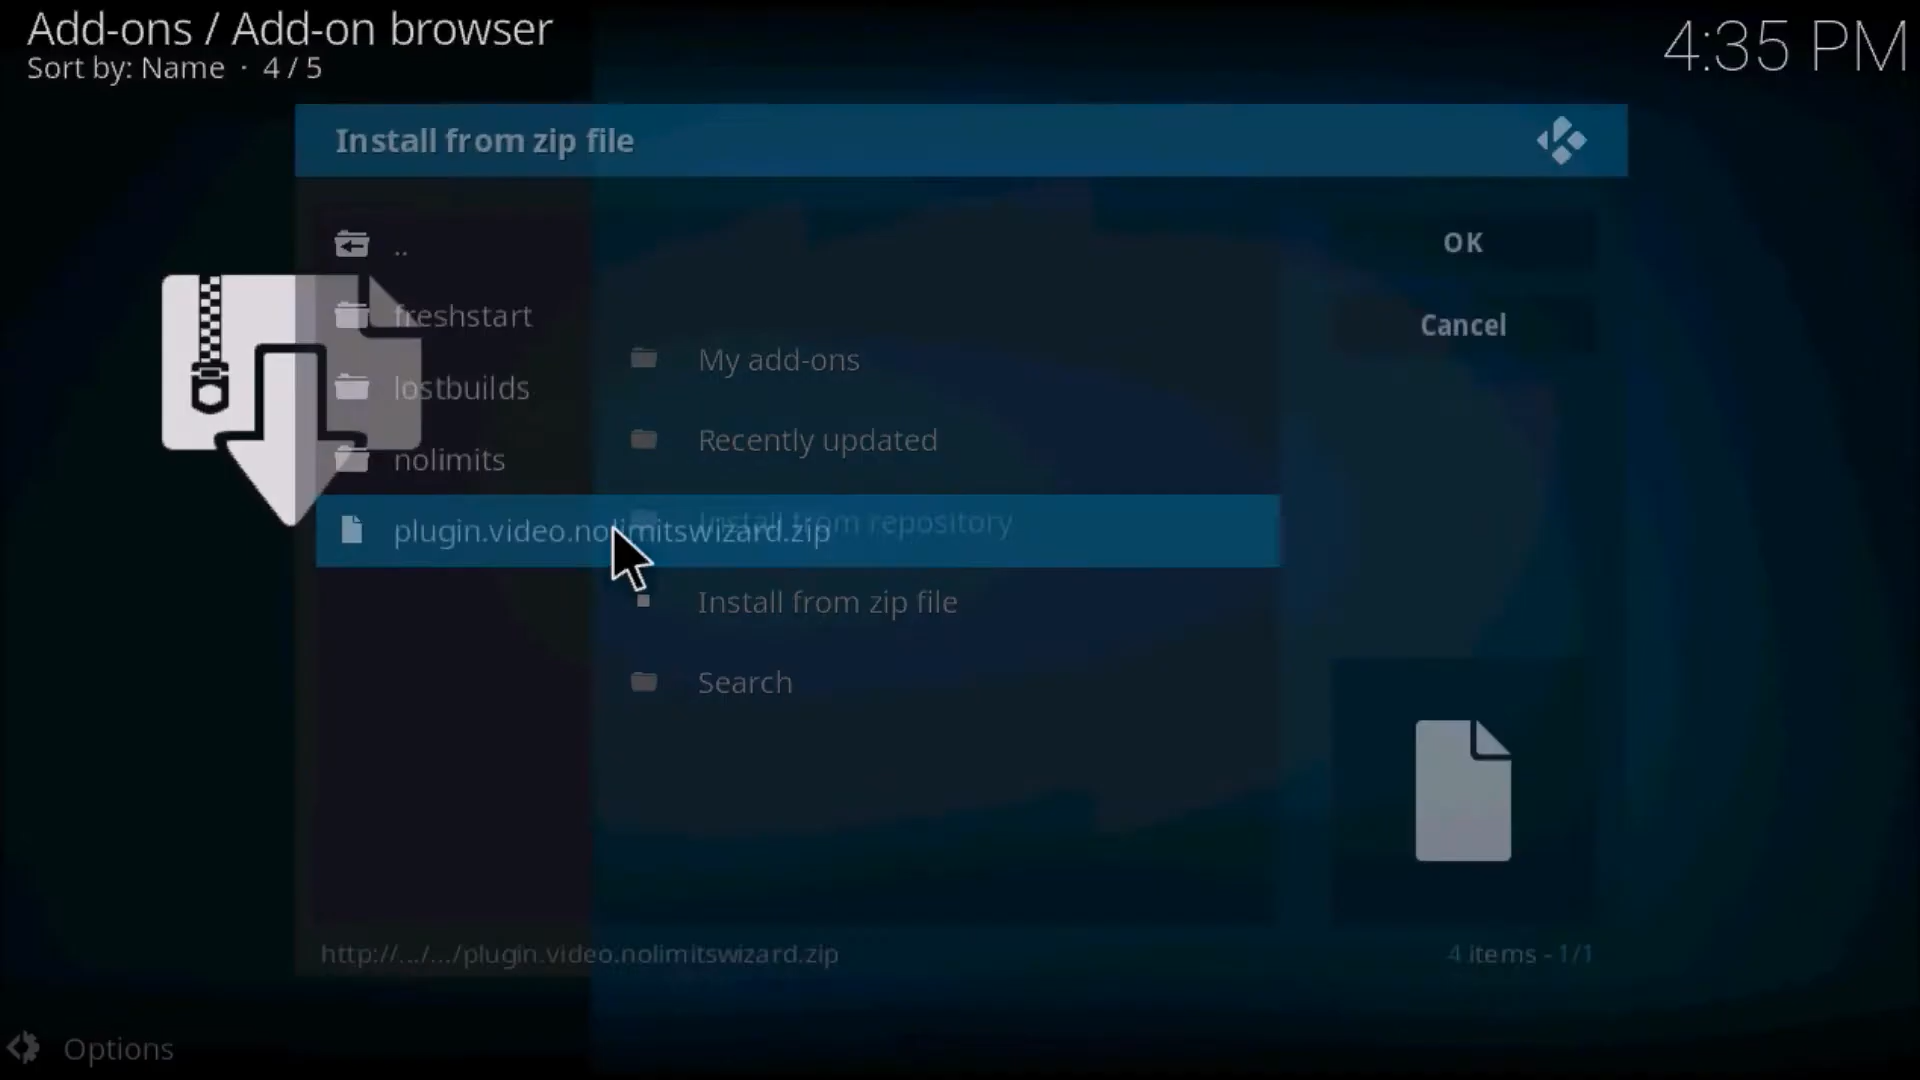 Add-ons / Add-on browser
Sort by: Name · 4 / 5
4:35 PM
Install from zip file
..
freshstart
lostbuilds
nolimits
plugin.video.nolimitswizard.zip
OK
Cancel
My add-ons
Recently updated
Install from repository
Install from zip file
Search
http://.../.../plugin.video.nolimitswizard.zip
4 items - 1/1
Options